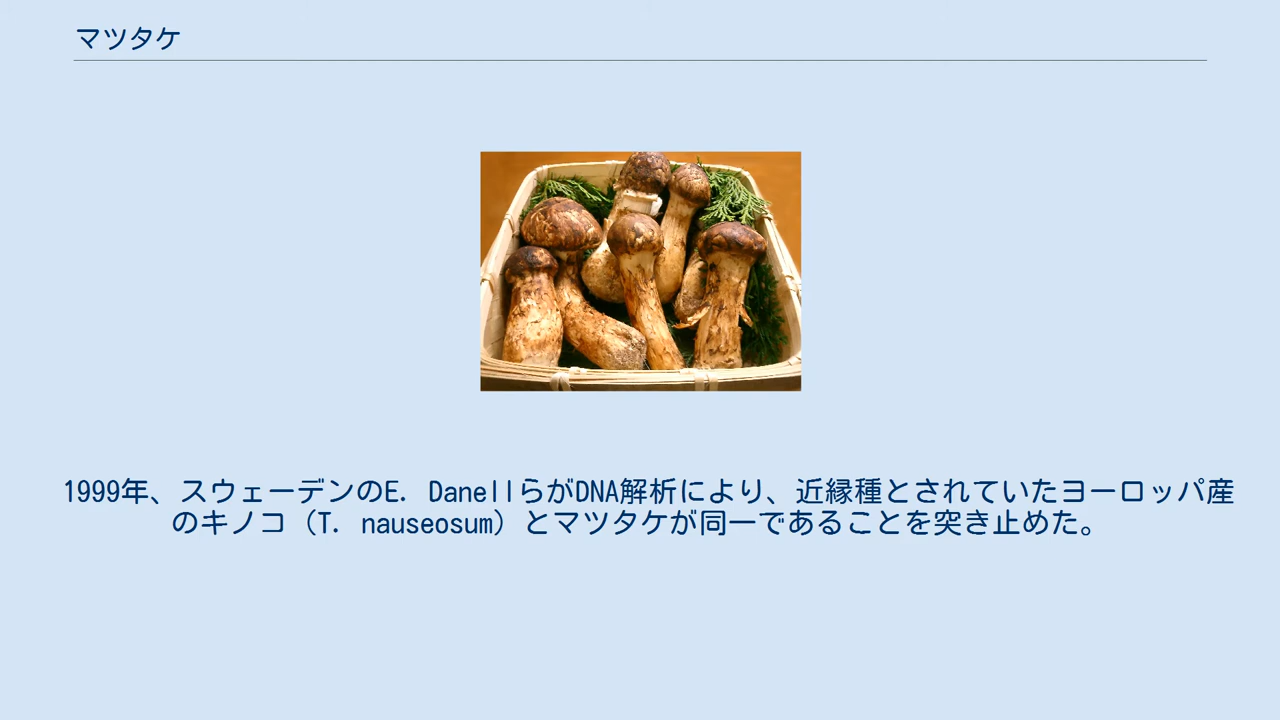 マツタケ
1999年、スウェーデンのE. DanellらがDNA解析により、近縁種とされていたヨーロッパ産
のキノコ（T. nauseosum）とマツタケが同一であることを突き止めた。